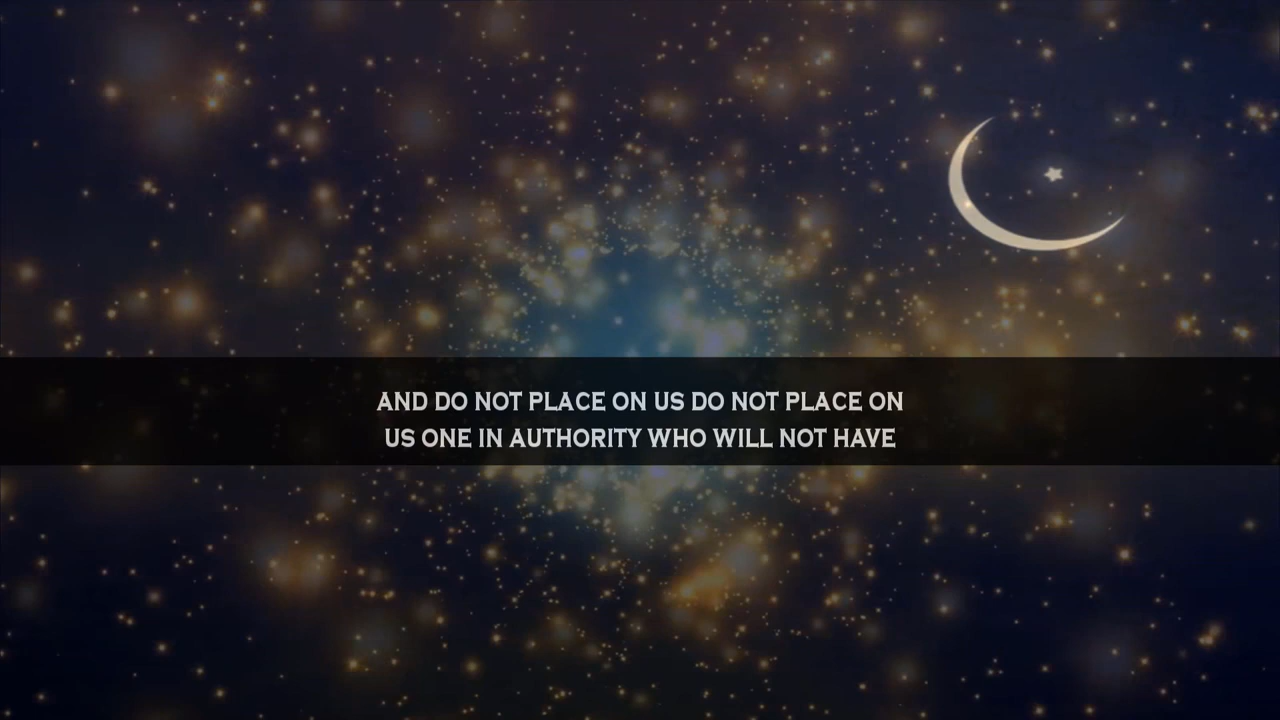 AND DO NOT PLACE ON US DO NOT PLACE ON
US ONE IN AUTHORITY WHO WILL NOT HAVE